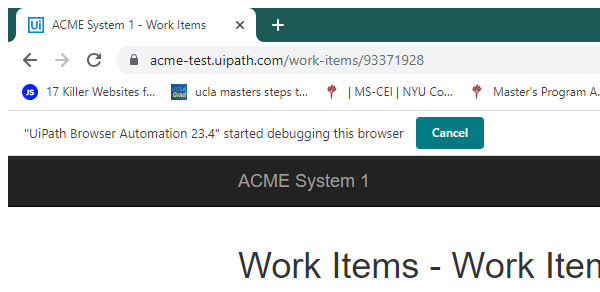 Ui ACME System 1 - Work Items
acme-test.uipath.com/work-items/93371928
JS 17 Killer Websites f... UCLA Grad ucla masters steps t... | MS-CEI | NYU Co... Master's Program A.
"UiPath Browser Automation 23.4" started debugging this browser Cancel
ACME System 1
Work Items - Work Iten